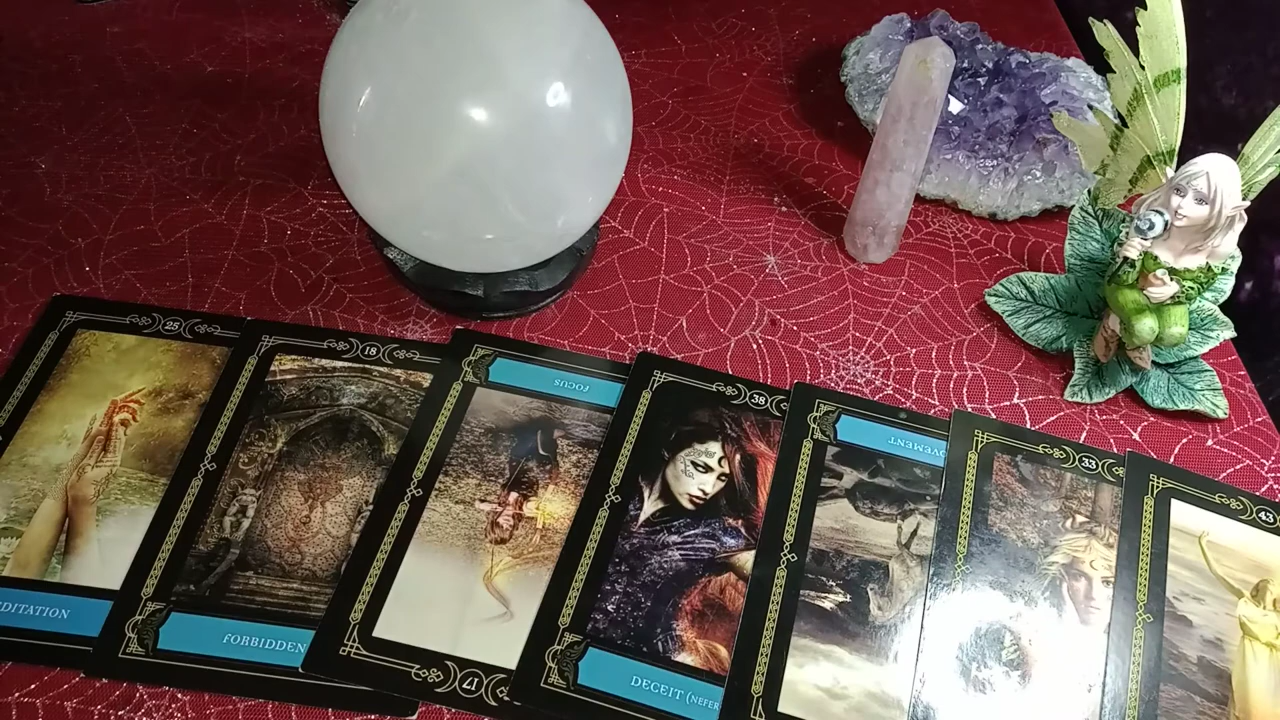 25
18
FOCUS
38
OVEMENT
33
43
EDITATION
FORBIDDEN
17
DECEIT (NEFER